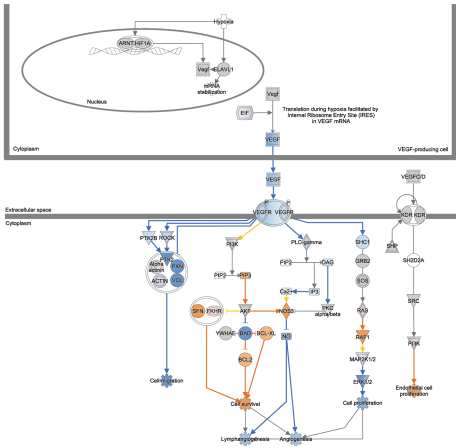 Hypoxia
ARNT HIF1A
Vegf ELAVL1
mRNA
stabilization
Nucleus
Vegf
EIF
Translation during hypoxia facilitated by
Internal Ribosome Entry Site (IRES)
in VEGF mRNA
VEGF
Cytoplasm
VEGF-producing cell
VEGF
VEGFC/D
Extracellular space
Cytoplasm
VEGFR VEGFR
KDR KDR
PTK2B ROCK
PI3K
PLC-gamma
SHC1
SHP
PTK2
Alpha
actinin
PXN
ACTIN
VCL
PIP2 PIP3
PIP2 DAG
GRB2
SH2D2A
Ca2+ IP3
SOS
SFN FKHR
AKT
NOS3
PKC
alpha/beta
RAS
SRC
YWHAE BAD BCL-XL
NO
RAF1
PI3K
BCL2
MAP2K1/2
Cell migration
ERK1/2
Endothelial cell
proliferation
Cell survival
Cell proliferation
Lymphangiogenesis
Angiogenesis